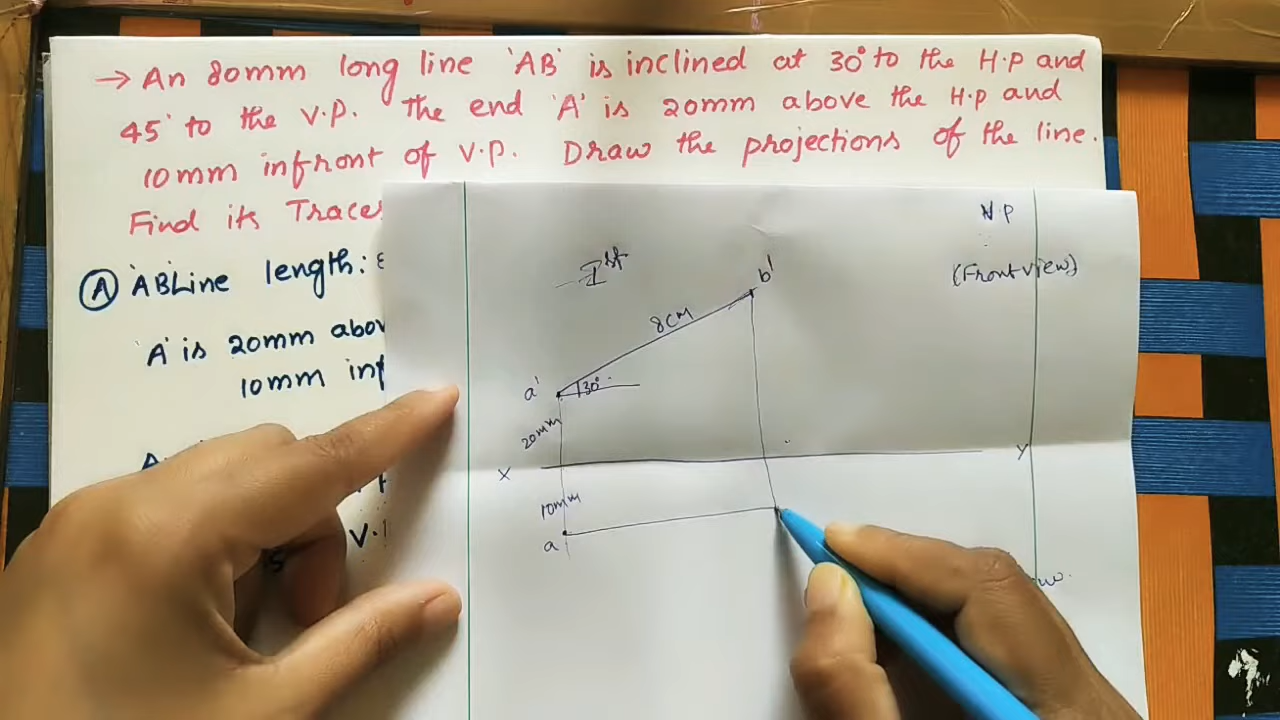 → An 80mm long line 'AB' is inclined at 30° to the H.P and
45° to the V.P. The end 'A' is 20mm above the H.P and
10mm infront of V.P. Draw the projections of the line.
Find its Traces
(A) 'AB' Line length:
'A' is 20mm above
10mm inf
V.
Ist
N P
(Front view)
b'
8cm
a'
30°
20mm
X
Y
10mm
a